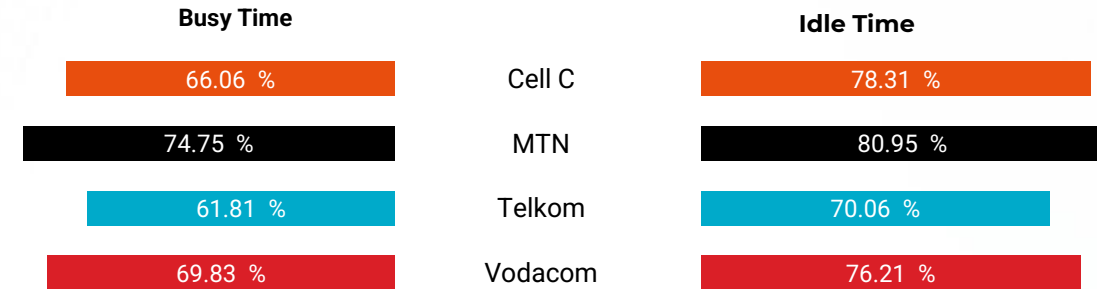 Busy Time
Idle Time
66.06 %
Cell C
78.31 %
74.75 %
MTN
80.95 %
61.81 %
Telkom
70.06 %
69.83 %
Vodacom
76.21 %